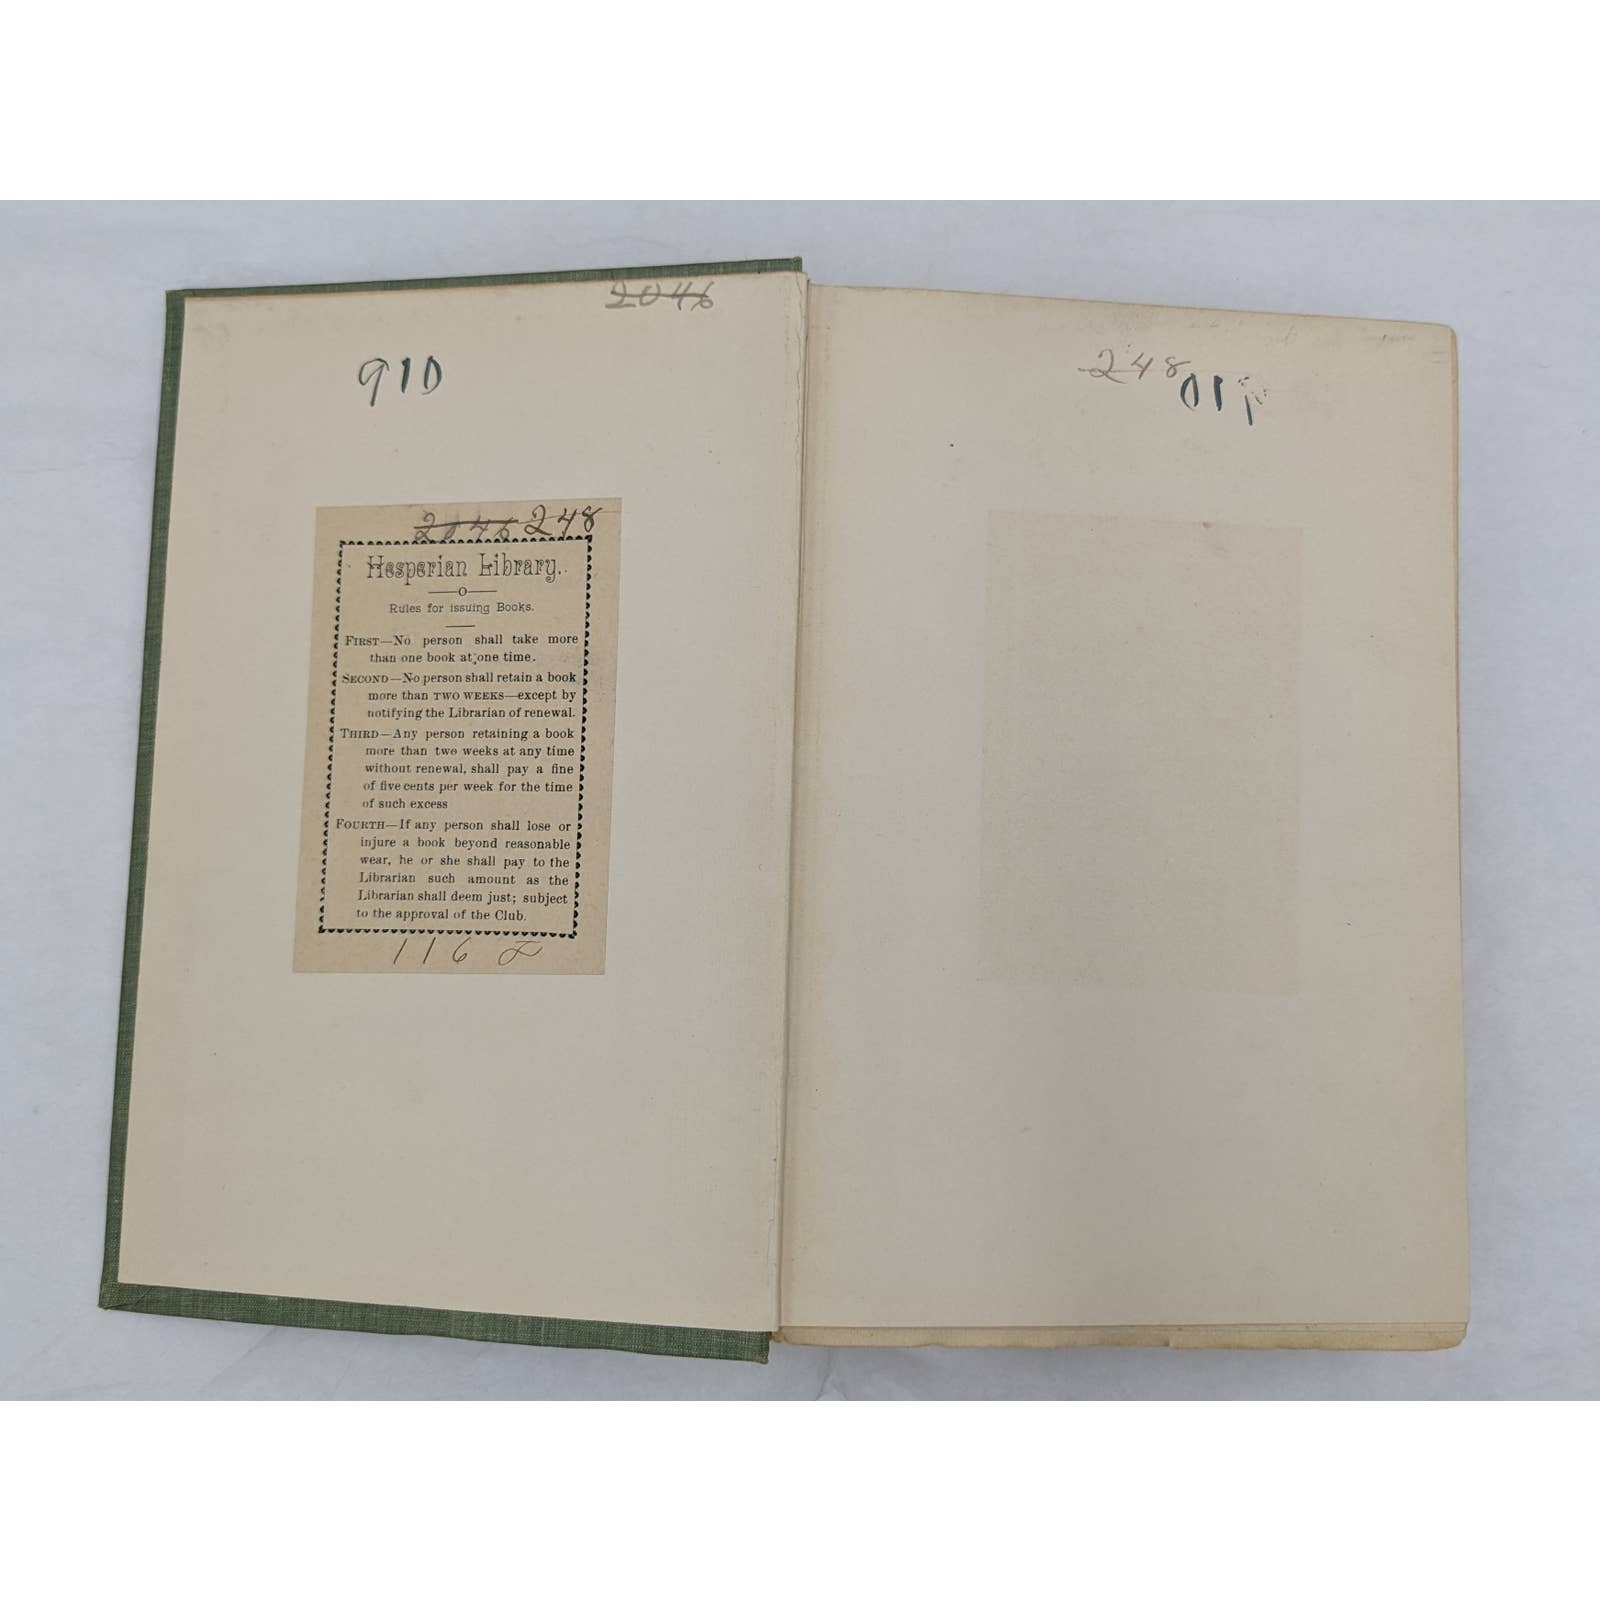 2046
910
2046 248
Hesperian Library.
—O—
Rules for issuing Books.
FIRST—No person shall take more
than one book at one time.
SECOND—No person shall retain a book
more than TWO WEEKS—except by
notifying the Librarian of renewal.
THIRD—Any person retaining a book
more than two weeks at any time
without renewal, shall pay a fine
of five cents per week for the time
of such excess
FOURTH—If any person shall lose or
injure a book beyond reasonable
wear, he or she shall pay to the
Librarian such amount as the
Librarian shall deem just; subject
to the approval of the Club.
116
248